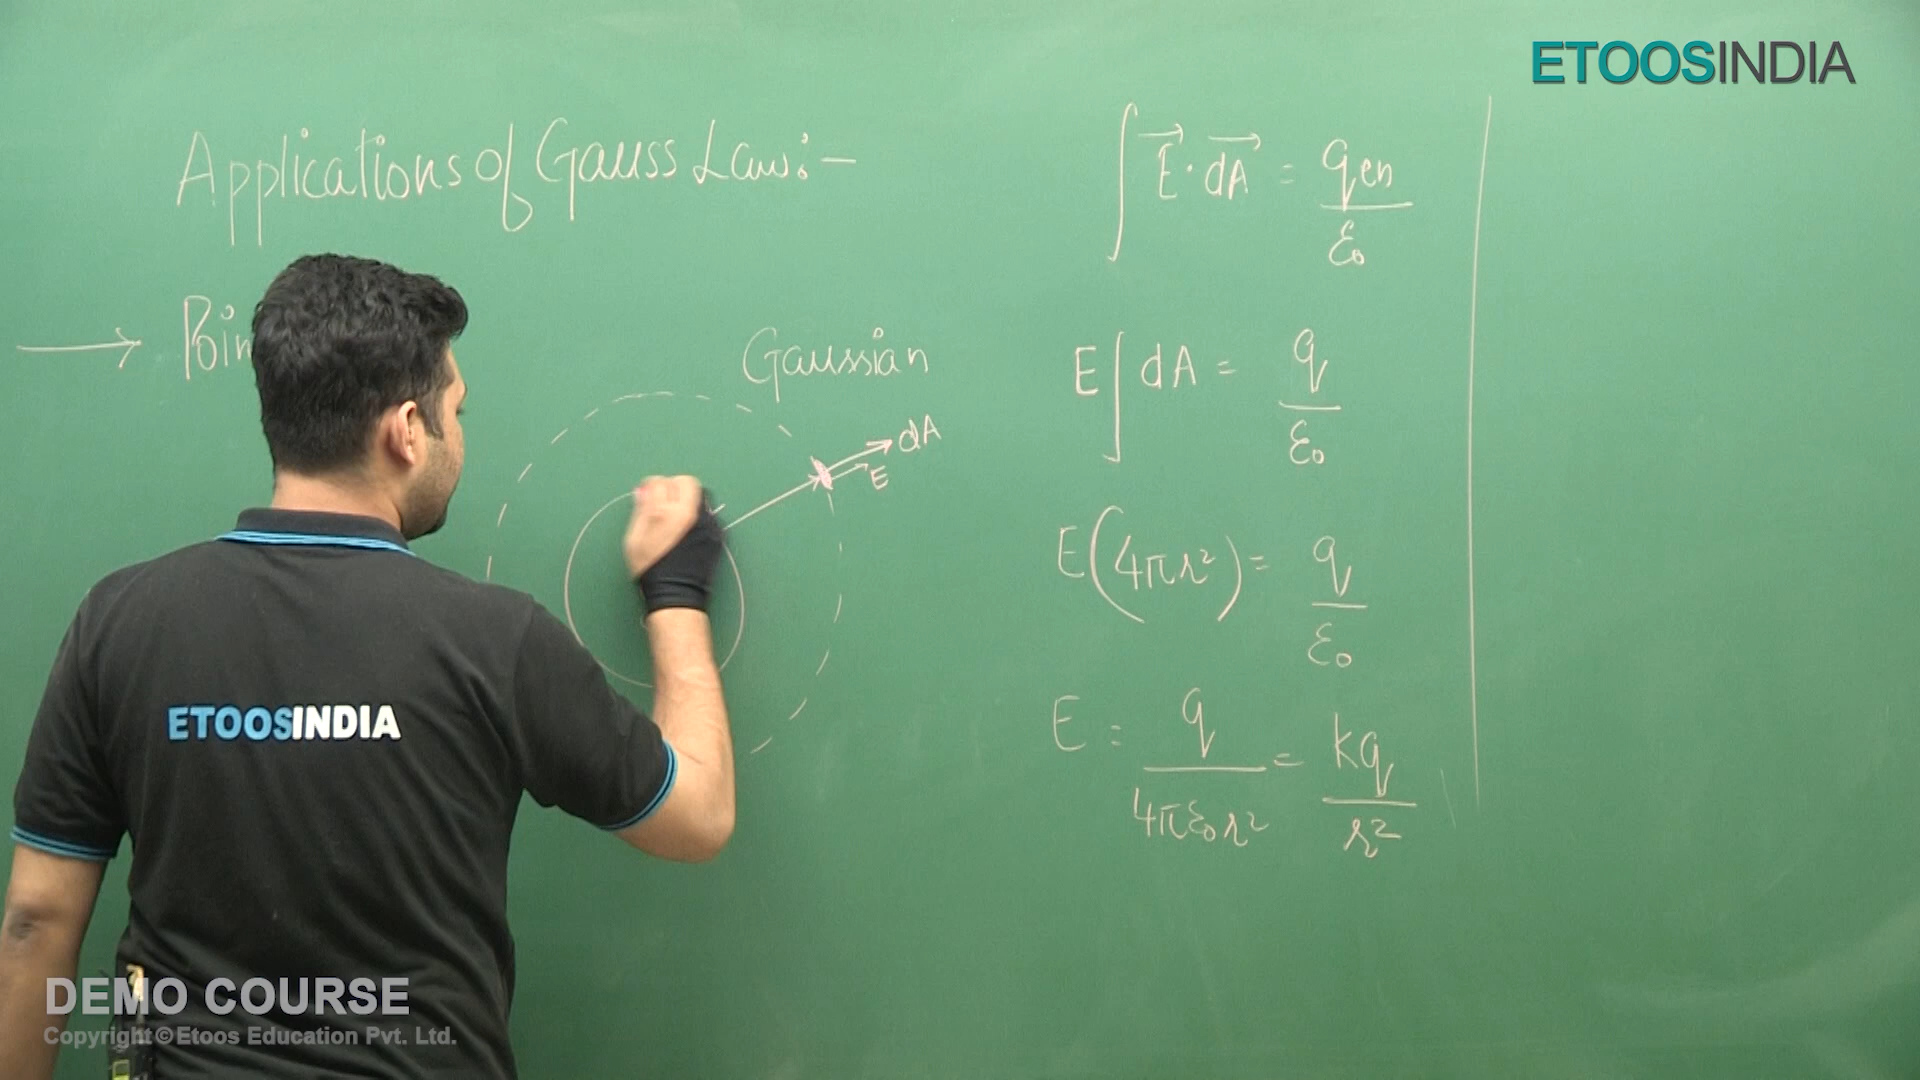 ETOOSINDIA
Applications of Gauss Law:-
→ Poin
Gaussian
dA
E
∫ E⃗ · dA⃗ = qen / ε₀
E ∫ dA = q / ε₀
E (4πr²) = q / ε₀
E = q / 4πε₀r² = kq / r²
ETOOSINDIA
DEMO COURSE
Copyright © Etoos Education Pvt. Ltd.